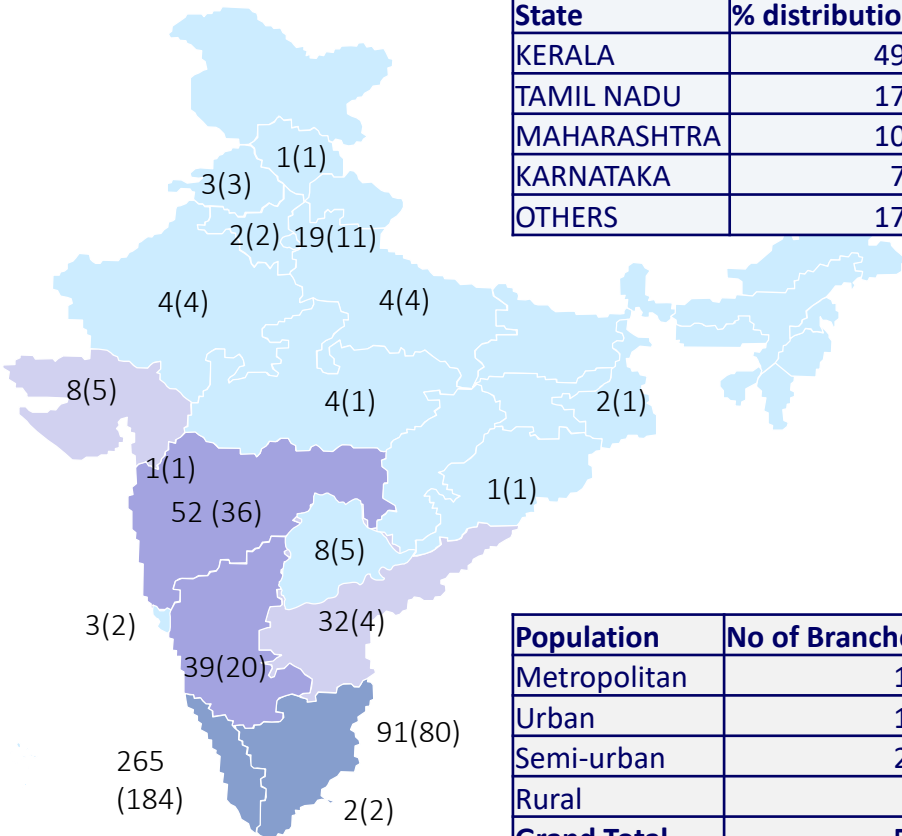 State % distributio
KERALA 49
TAMIL NADU 17
MAHARASHTRA 10
KARNATAKA 7
OTHERS 17
1(1)
3(3)
2(2) 19(11)
4(4) 4(4)
8(5)
4(1)
2(1)
1(1)
52 (36)
1(1)
8(5)
3(2)
32(4)
39(20)
91(80)
265
(184)
2(2)
Population No of Branche
Metropolitan 1
Urban 1
Semi-urban 2
Rural
Grand Total